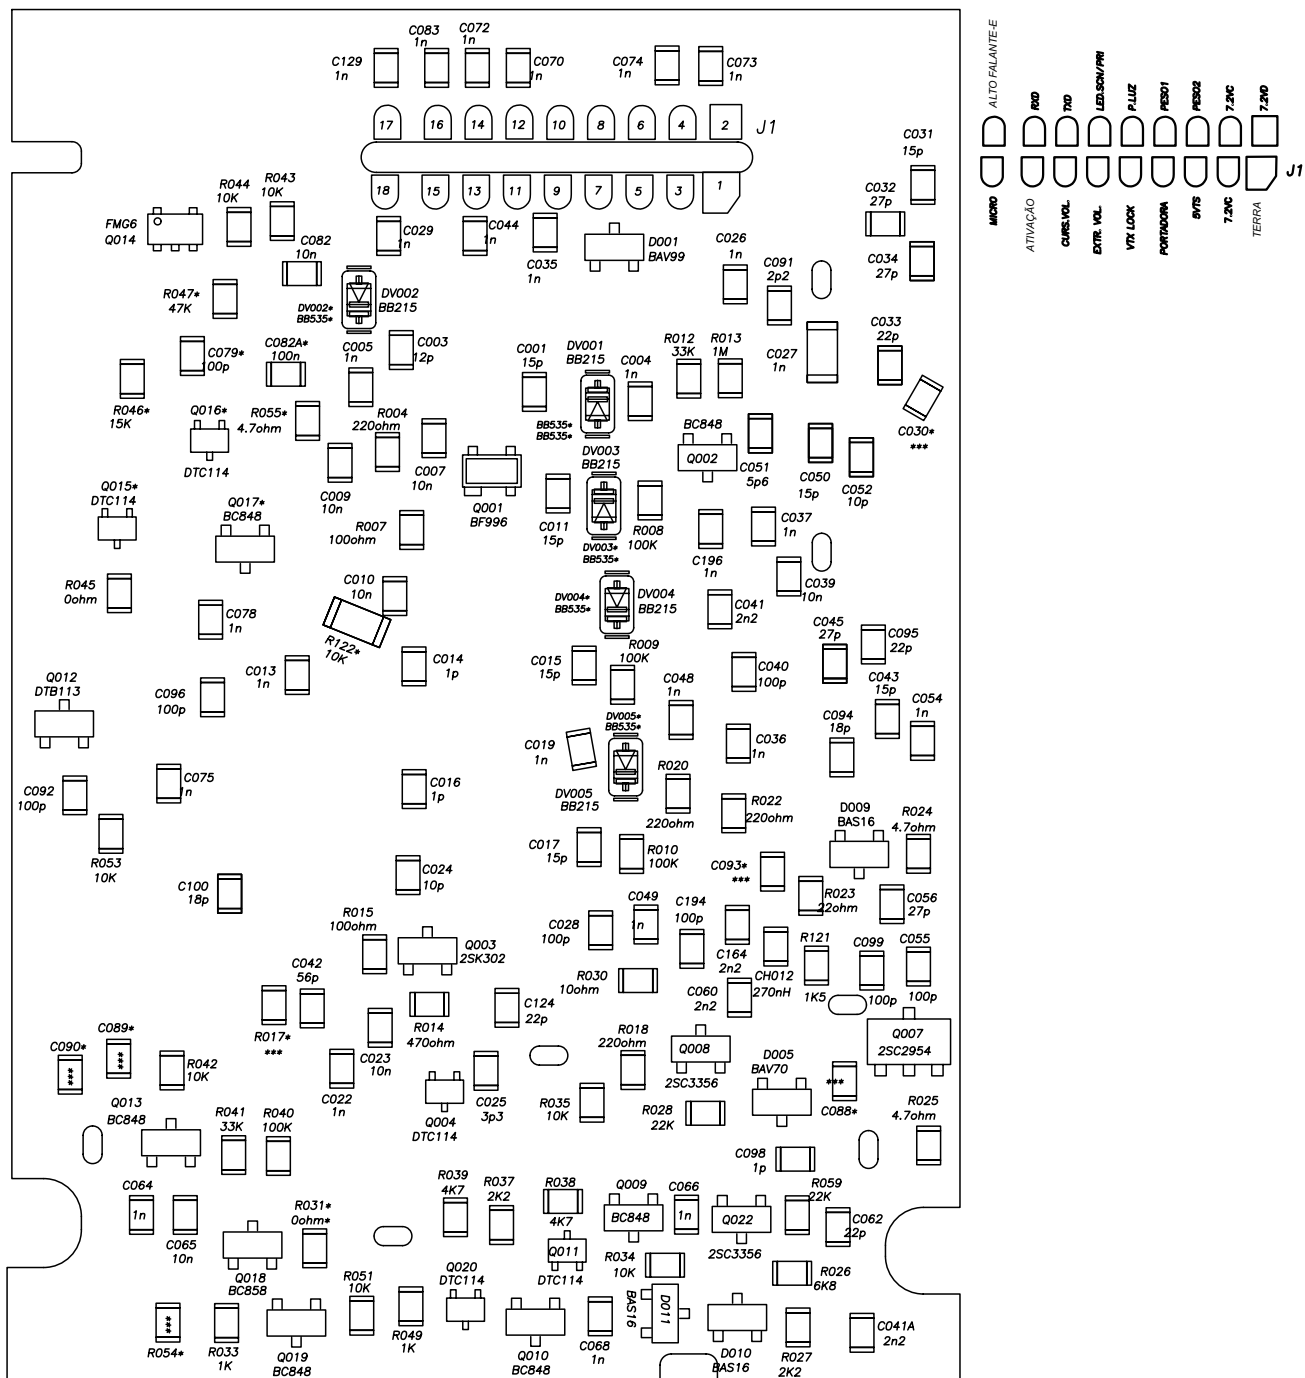 C083
1n
C072
1n
C129
1n
C070
1n
C074
1n
C073
1n
17
16
14
12
10
8
6
4
2
J1
18
15
13
11
9
7
5
3
1
ALTO FALANTE-E
RXD
TXD
LED.SCN/PRI
P.LUZ
PESO1
PESO2
7.2VC
7.2VD
J1
MICRO
ATIVAÇÃO
CURS.VOL.
EXTR. VOL.
VTX LOCK
PORTADORA
8VTS
7.2VC
TERRA
C031
15p
C032
27p
C034
27p
R044
10K
R043
10K
FMG6
Q014
C082
10n
C029
1n
C044
1n
C035
1n
D001
BAV99
C026
1n
C091
2p2
R047*
47K
DV002*
BB535*
DV002
BB215
C033
22p
C079*
100p
C082A*
100n
C005
1n
C003
12p
C001
15p
DV001
BB215
C004
1n
R012
33K
R013
1M
C027
1n
R046*
15K
Q016*
DTC114
R055*
4.7ohm
R004
220ohm
BB535*
BB535*
BC848
Q002
C030*
***
C051
5p6
C050
15p
C052
10p
DV003
BB215
C007
10n
C009
10n
Q015*
DTC114
Q017*
BC848
Q001
BF996
C011
15p
R008
100K
C037
1n
R007
100ohm
DV003*
BB535*
C196
1n
C039
10n
R045
0ohm
C010
10n
DV004*
BB535*
DV004
BB215
C041
2n2
C078
1n
R122*
10K
C045
27p
C095
22p
R009
100K
C014
1p
C015
15p
C040
100p
C013
1n
C048
1n
C043
15p
C054
1n
Q012
DTB113
C096
100p
DV005*
BB535*
C094
18p
C019
1n
C036
1n
C092
100p
C075
1n
C016
1p
R020
220ohm
DV005
BB215
R022
220ohm
D009
BAS16
R024
4.7ohm
R053
10K
C017
15p
R010
100K
C093*
***
C024
10p
C100
18p
R023
22ohm
C056
27p
C049
1n
C194
100p
R015
100ohm
C028
100p
Q003
2SK302
C164
2n2
CH012
270nH
R121
1K5
C099
100p
C055
100p
C042
56p
R030
10ohm
C060
2n2
C124
22p
R017*
***
R014
470ohm
C089*
***
C090*
***
R042
10K
C023
10n
R018
220ohm
Q008
2SC3356
Q007
2SC2954
D005
BAV70
C022
1n
C025
3p3
***
C088*
Q013
BC848
R041
33K
R040
100K
Q004
DTC114
R035
10K
R028
22K
R025
4.7ohm
C098
1p
C064
1n
R039
4K7
R037
2K2
R038
4K7
Q009
BC848
C066
1n
Q022
2SC3356
R059
22K
R031*
0ohm*
C065
10n
C062
22p
Q011
DTC114
R034
10K
R026
6K8
Q018
BC858
R051
10K
Q020
DTC114
BAS16
D011
***
R054*
R033
1K
Q019
BC848
R049
1K
Q010
BC848
C068
1n
D010
BAS16
R027
2K2
C041A
2n2